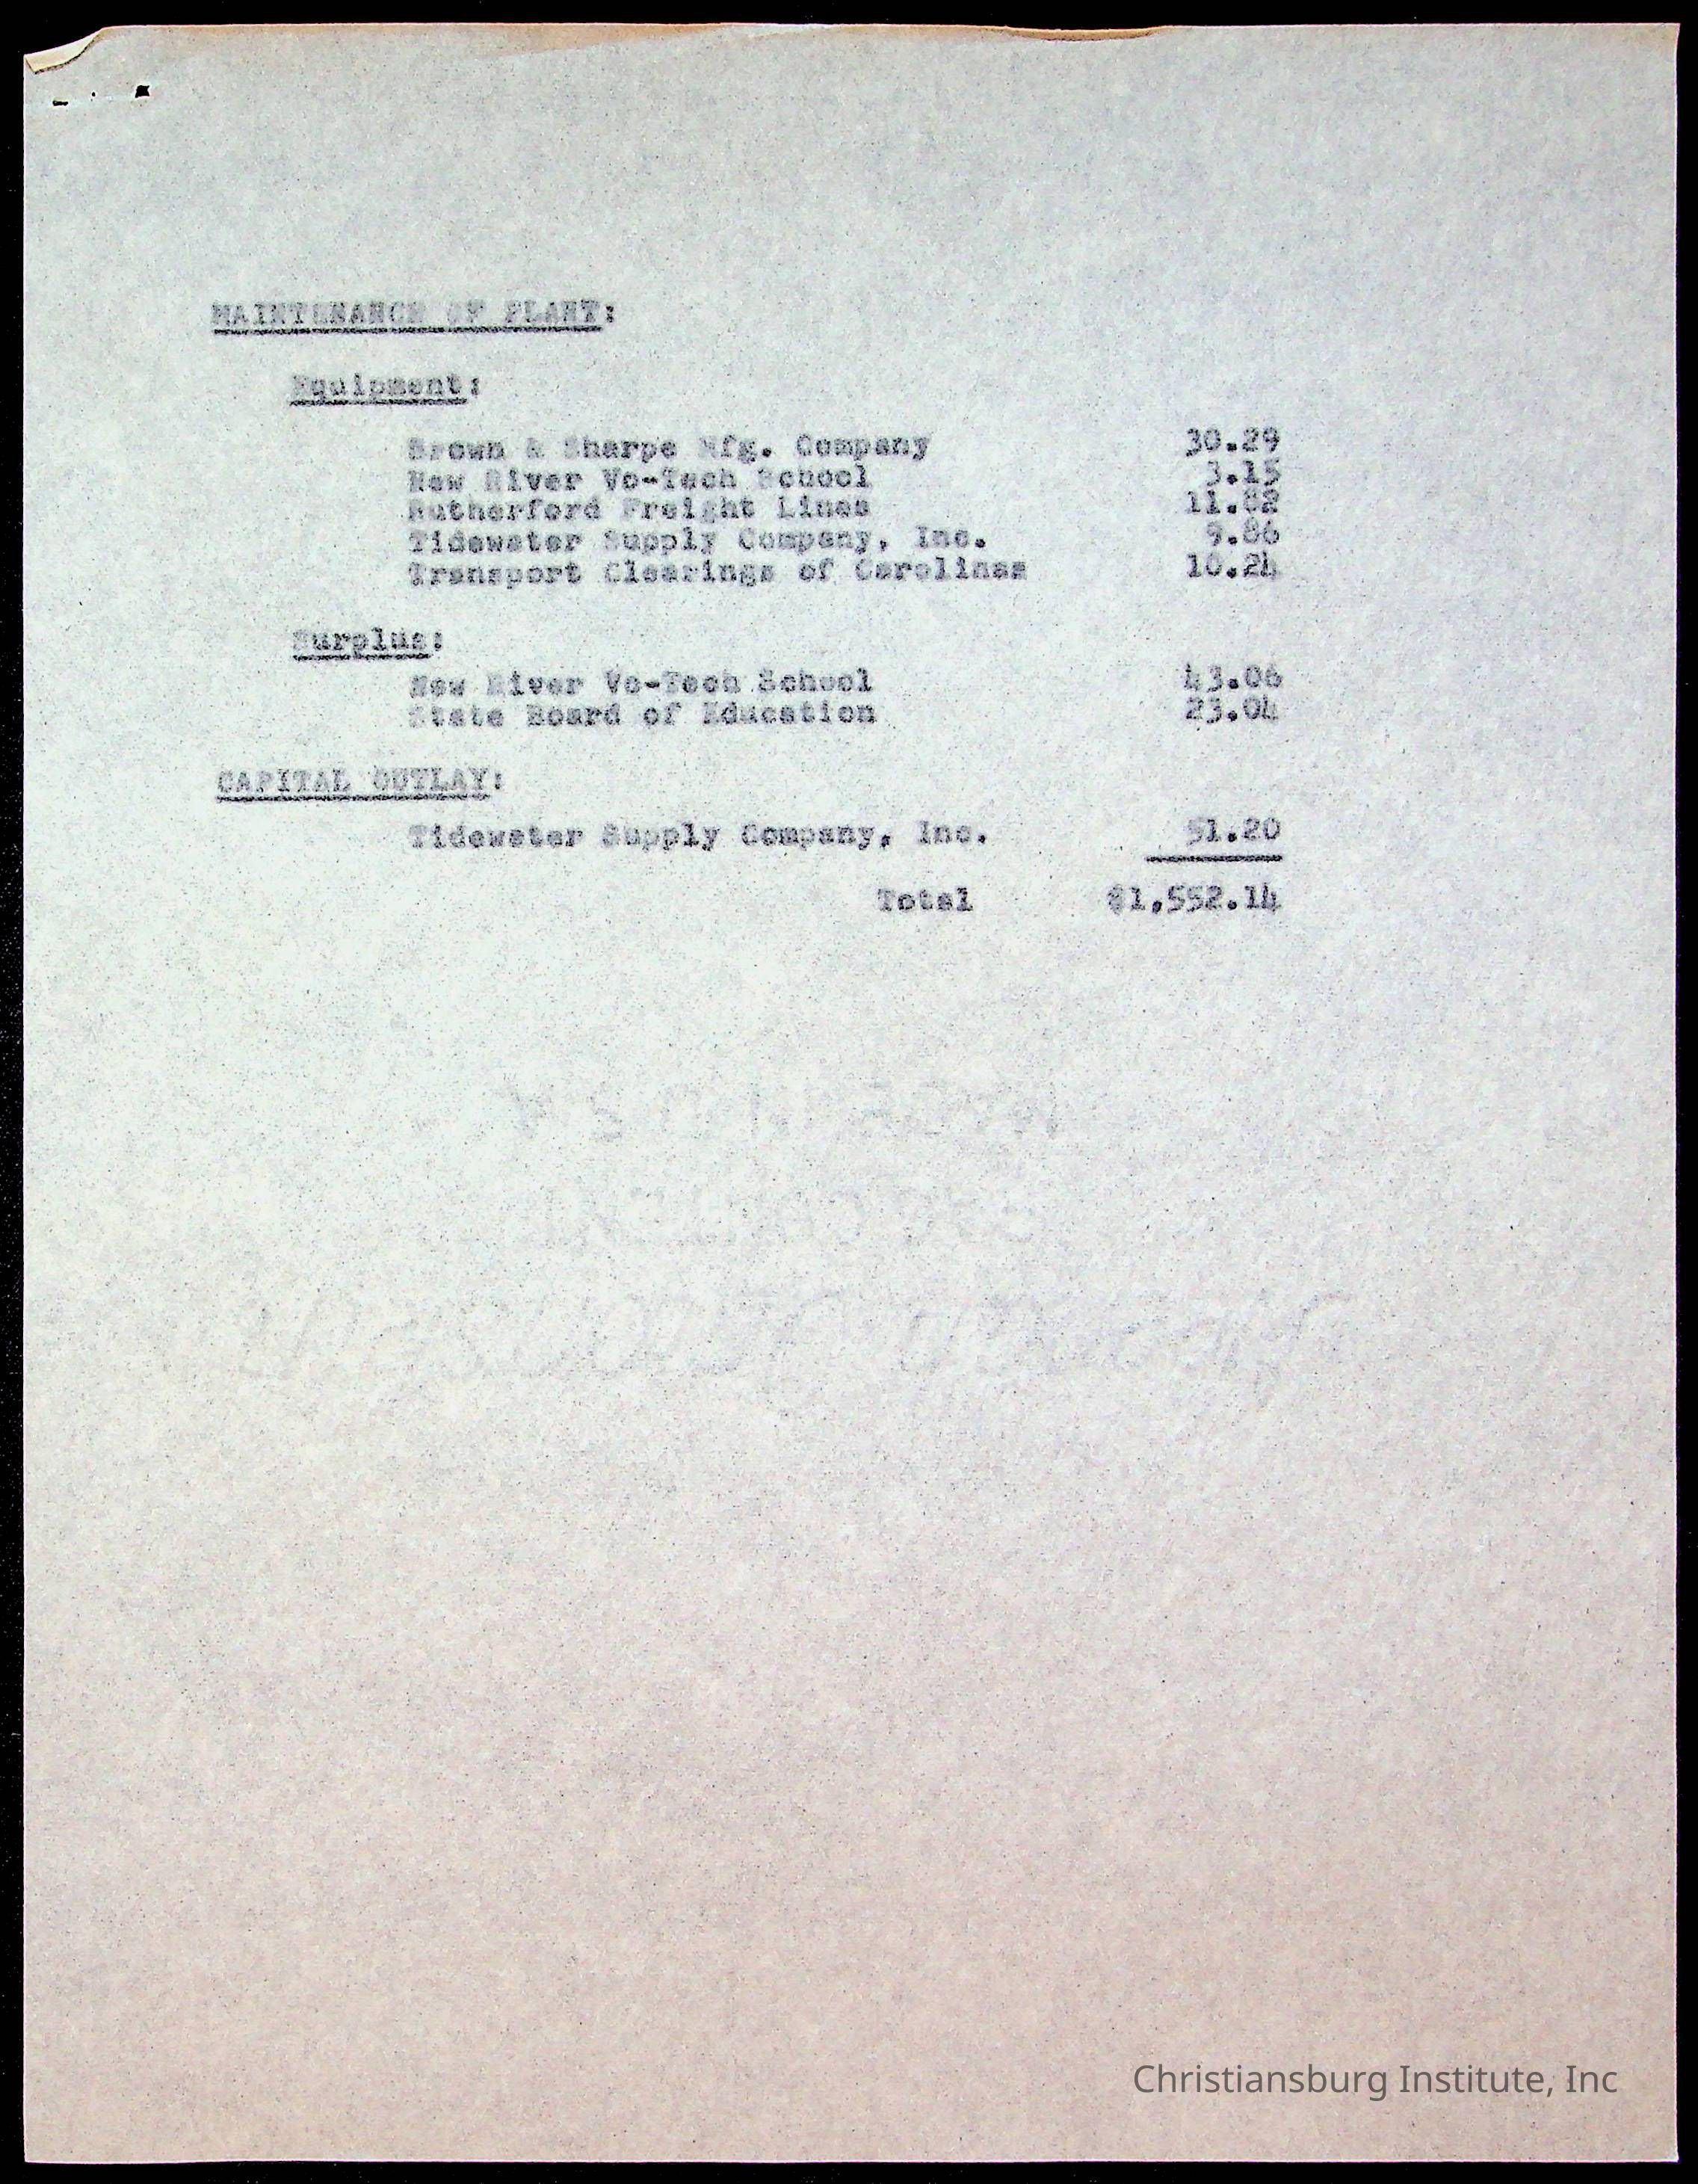 MAINTENANCE OF PLANT:
Equipment:
Brown & Sharpe Mfg. Company 30.29
New River Vo-Tech School 3.15
Rutherford Freight Lines 11.82
Tidewater Supply Company, Inc. 9.86
Transport Clearings of Carolinas 10.24
Surplus:
New River Vo-Tech School 43.06
State Board of Education 23.04
CAPITAL OUTLAY:
Tidewater Supply Company, Inc. 51.20
Total $1,552.14
Christiansburg Institute, Inc